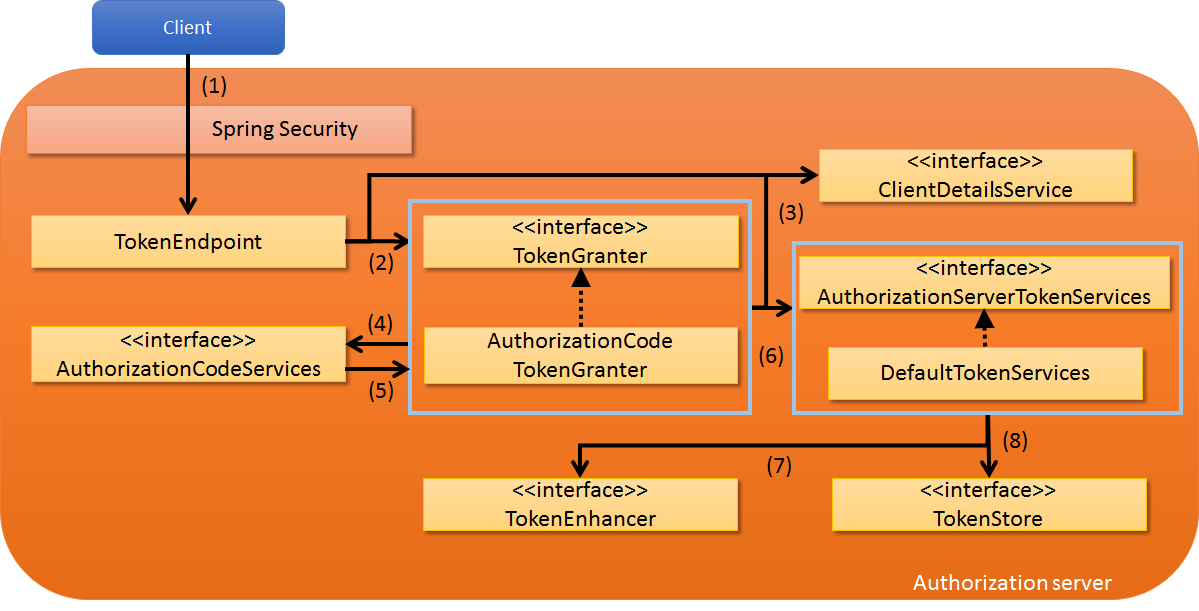 Client
(1)
Spring Security
<<interface>>
ClientDetailsService
(3)
TokenEndpoint
(2)
<<interface>>
TokenGranter
<<interface>>
AuthorizationServerTokenServices
<<interface>>
AuthorizationCodeServices
(4)
(5)
AuthorizationCode
TokenGranter
(6)
DefaultTokenServices
(7)
(8)
<<interface>>
TokenEnhancer
<<interface>>
TokenStore
Authorization server